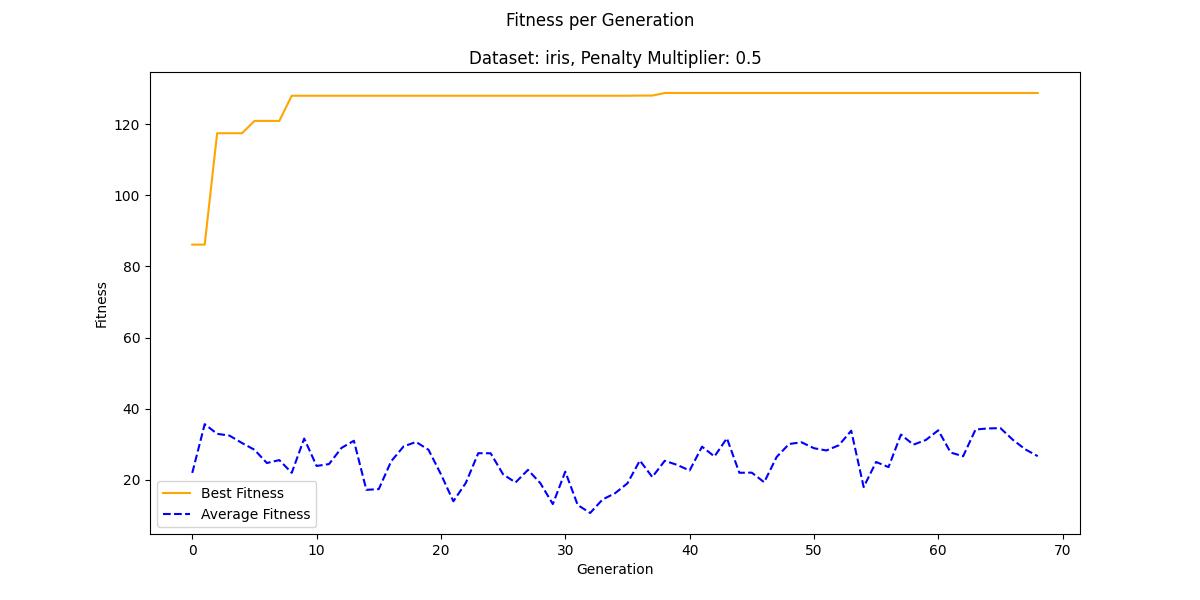 Fitness per Generation
Dataset: iris, Penalty Multiplier: 0.5
120
100
80
60
40
20
Fitness
Best Fitness
Average Fitness
0 10 20 30 40 50 60 70
Generation